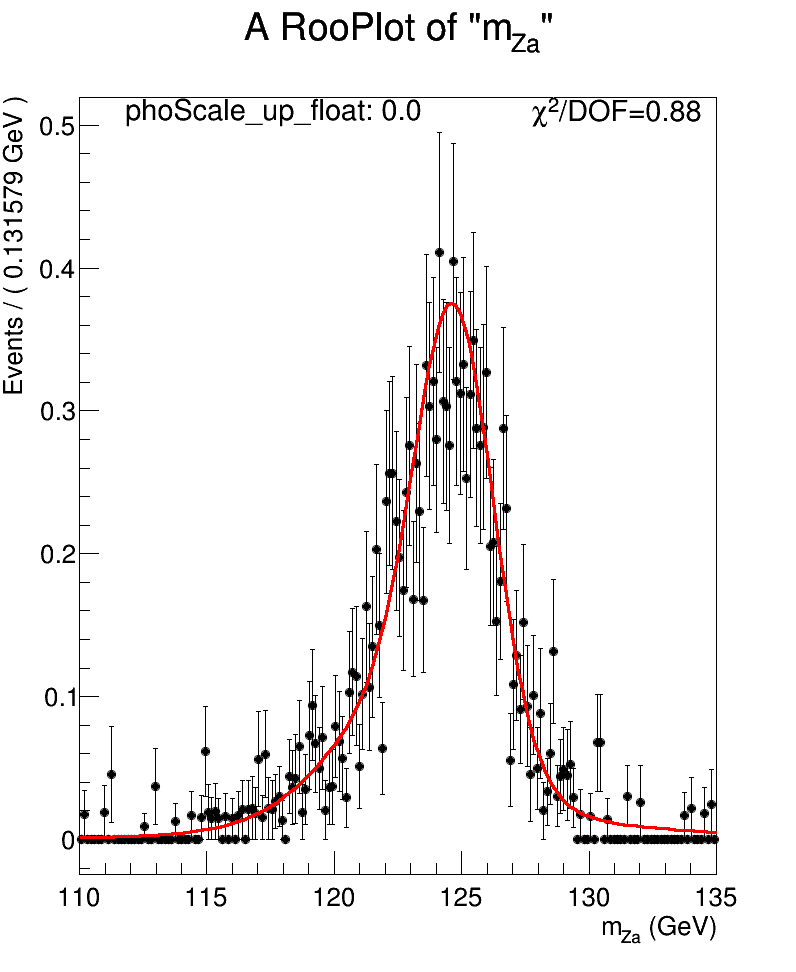 A RooPlot of "m_Za"
phoScale_up_float: 0.0
χ²/DOF=0.88
Events / ( 0.131579 GeV )
0.5
0.4
0.3
0.2
0.1
0
110 115 120 125 130 135
m_Za (GeV)